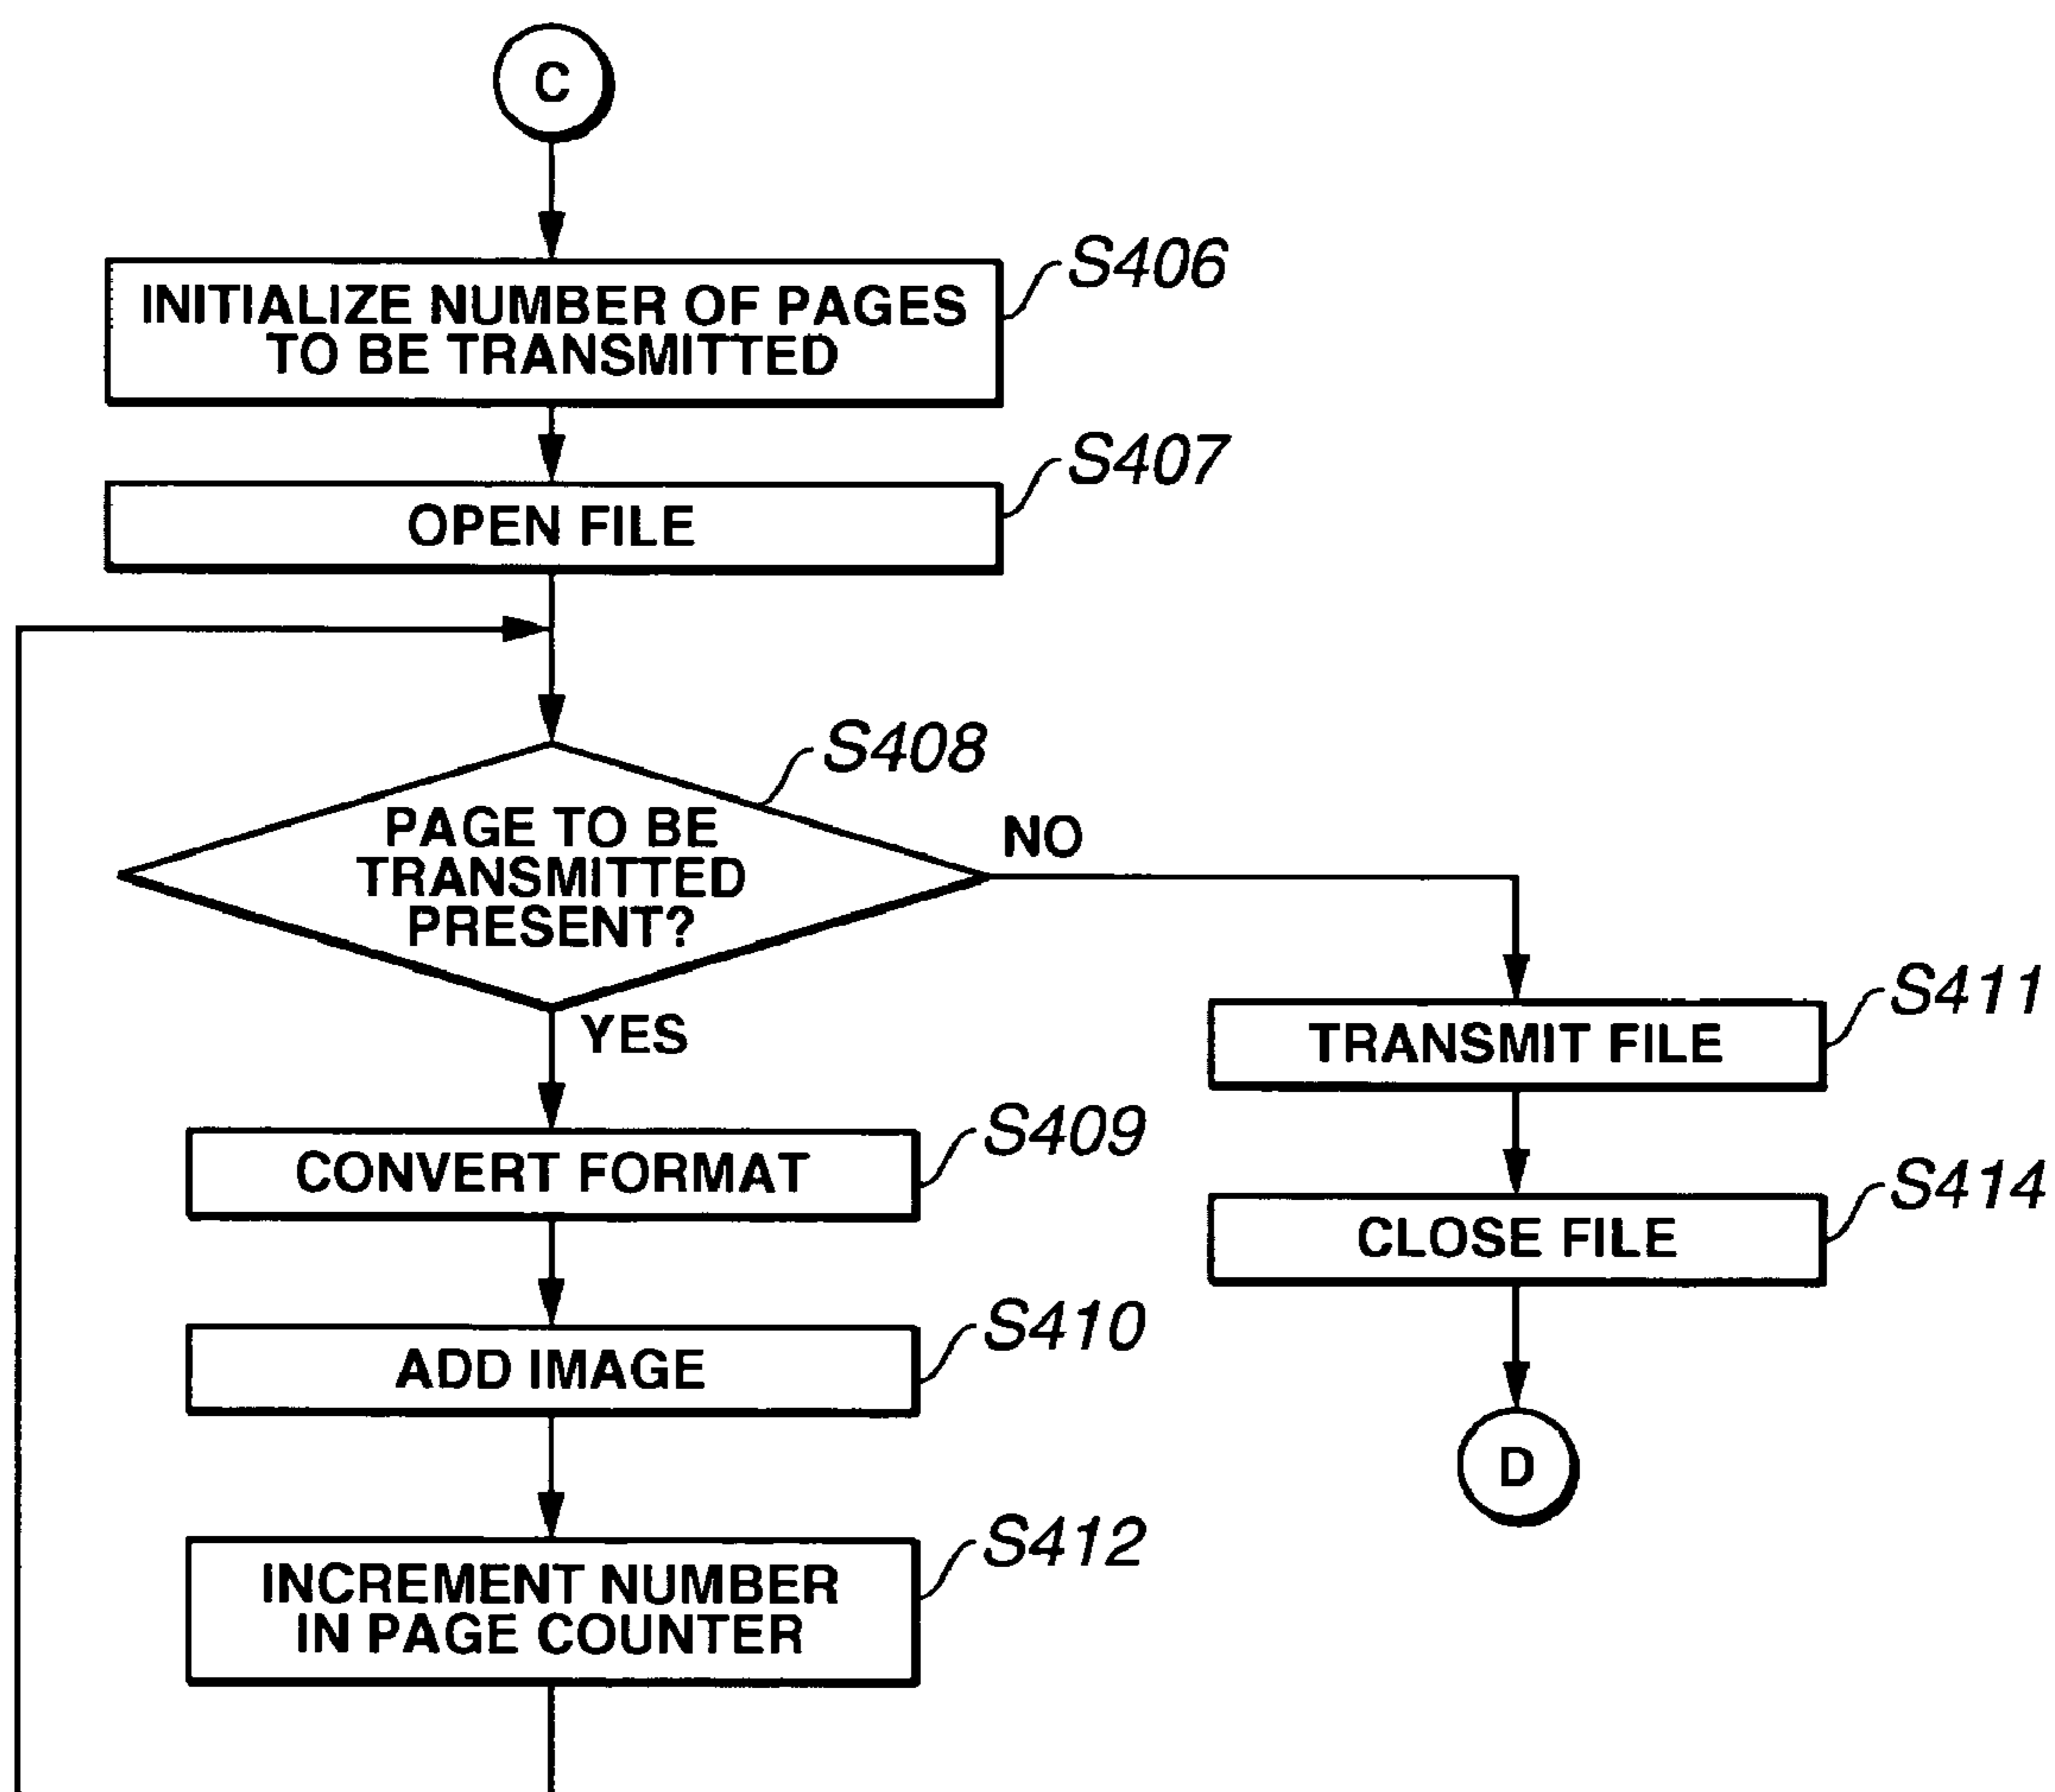 C
S406
INITIALIZE NUMBER OF PAGES
TO BE TRANSMITTED
S407
OPEN FILE
S408
PAGE TO BE
TRANSMITTED
PRESENT?
NO
YES
S409
CONVERT FORMAT
S410
ADD IMAGE
S412
INCREMENT NUMBER
IN PAGE COUNTER
S411
TRANSMIT FILE
S414
CLOSE FILE
D